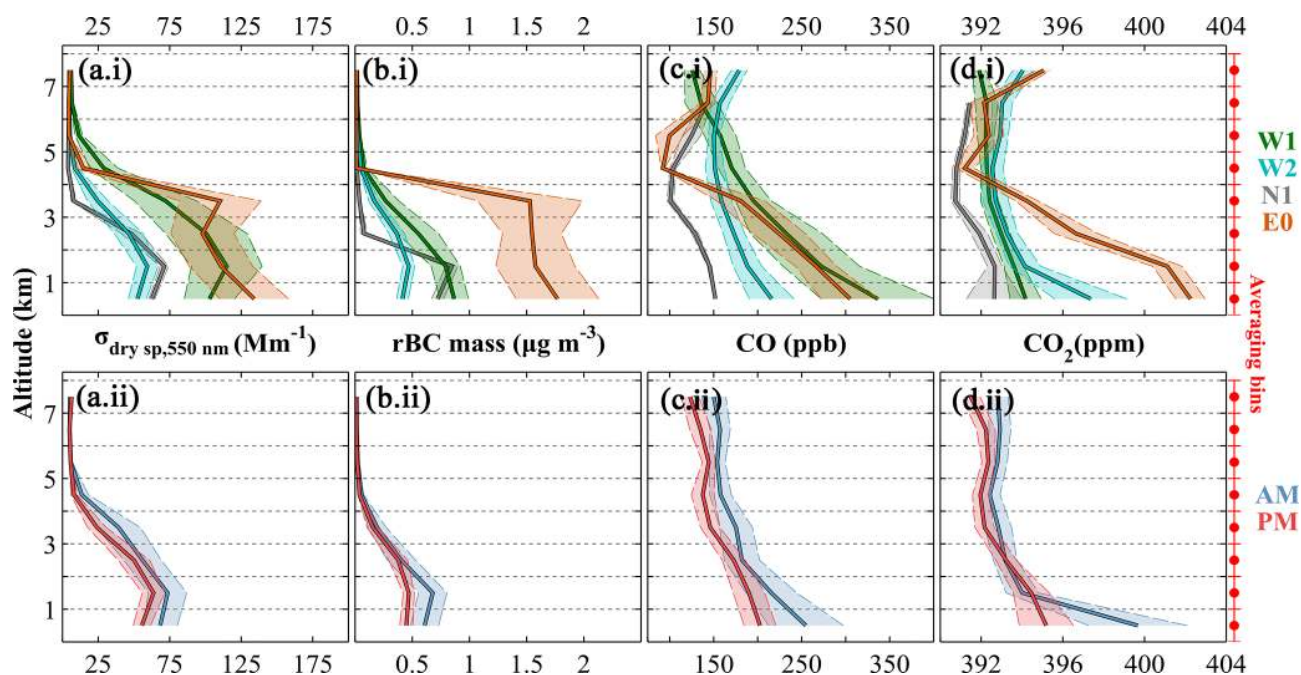 25 75 125 175 0.5 1 1.5 2 150 250 350 392 396 400 404
(a.i) (b.i) (c.i) (d.i)
7
5
3
1
W1
W2
N1
E0
Altitude (km)
Averaging bins
σdry sp,550 nm (Mm-1) rBC mass (µg m-3) CO (ppb) CO2(ppm)
(a.ii) (b.ii) (c.ii) (d.ii)
7
5
3
1
AM
PM
25 75 125 175 0.5 1 1.5 2 150 250 350 392 396 400 404